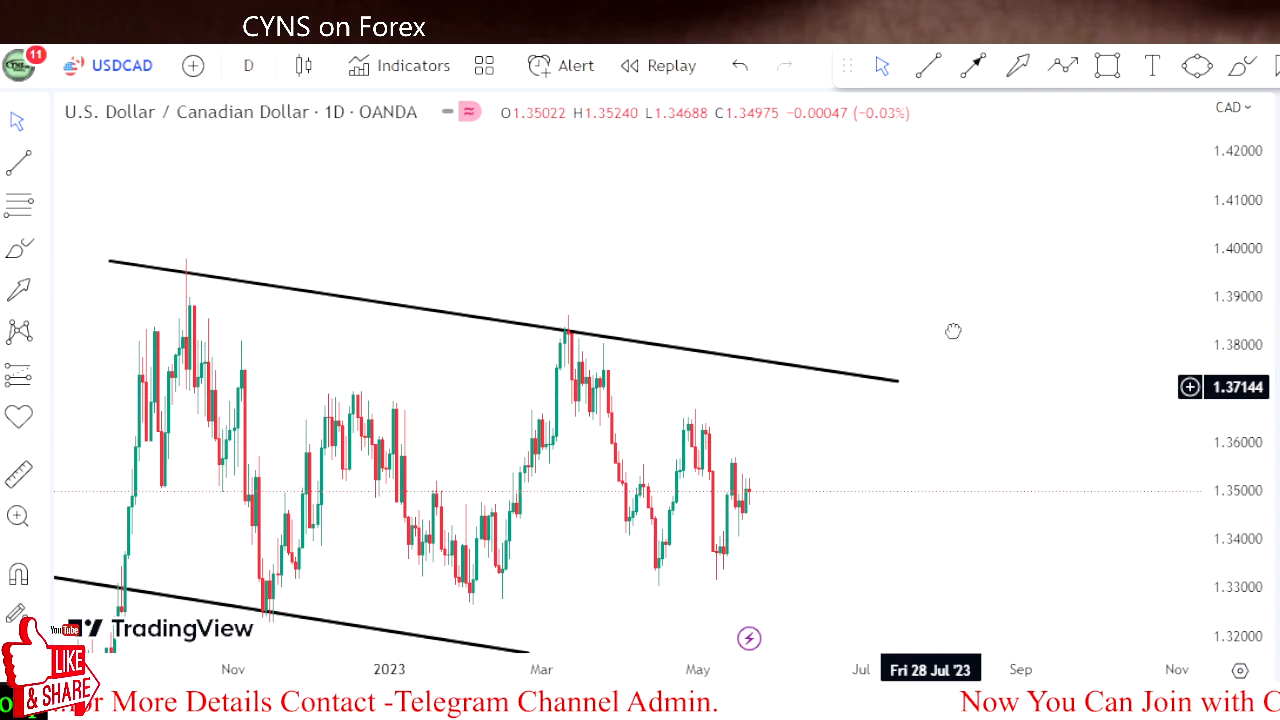 CYNS on Forex
11
USDCAD
D
Indicators
Alert
Replay
T
U.S. Dollar / Canadian Dollar · 1D · OANDA
O1.35022 H1.35240 L1.34688 C1.34975 −0.00047 (−0.03%)
CAD
1.42000
1.41000
1.40000
1.39000
1.38000
1.37144
1.36000
1.35000
1.34000
1.33000
1.32000
TradingView
Nov
2023
Mar
May
Jul
Fri 28 Jul '23
Sep
Nov
YouTube
LIKE
& SHARE
For More Details Contact -Telegram Channel Admin.
Now You Can Join with